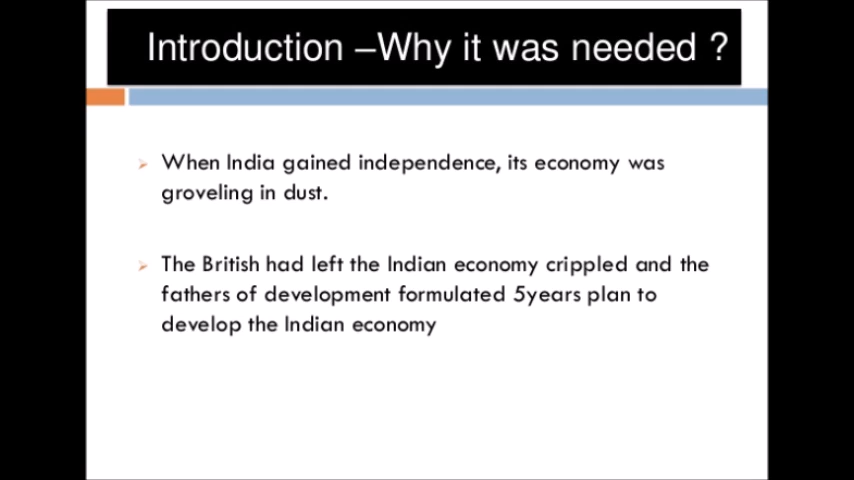 Introduction –Why it was needed ?
When India gained independence, its economy was
groveling in dust.
The British had left the Indian economy crippled and the
fathers of development formulated 5years plan to
develop the Indian economy